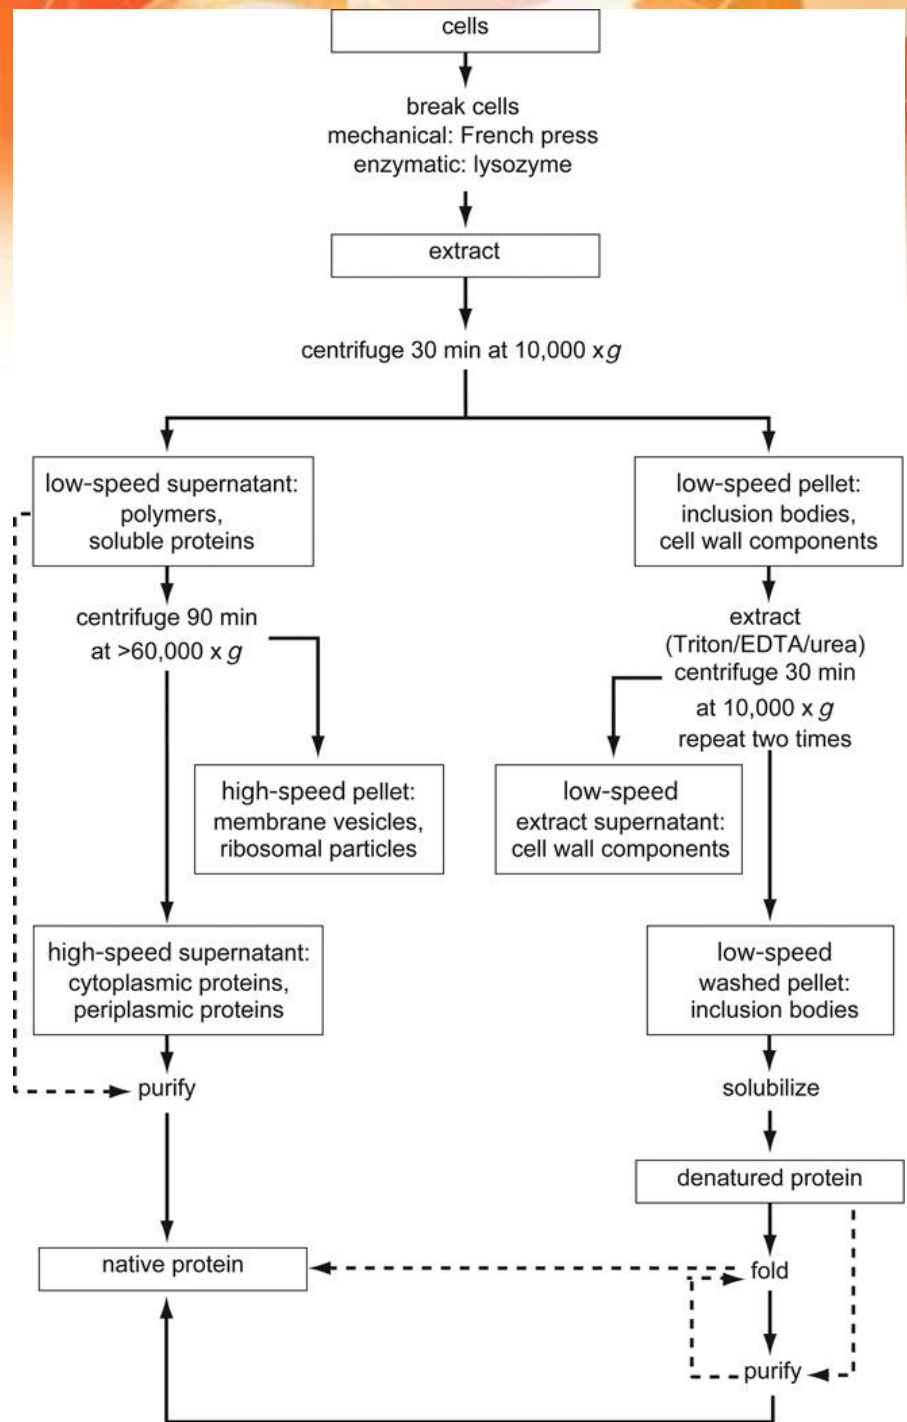 cells
break cells
mechanical: French press
enzymatic: lysozyme
extract
centrifuge 30 min at 10,000 x g
low-speed supernatant:
polymers,
soluble proteins
low-speed pellet:
inclusion bodies,
cell wall components
centrifuge 90 min
at >60,000 x g
extract
(Triton/EDTA/urea)
centrifuge 30 min
at 10,000 x g
repeat two times
high-speed pellet:
membrane vesicles,
ribosomal particles
low-speed
extract supernatant:
cell wall components
high-speed supernatant:
cytoplasmic proteins,
periplasmic proteins
low-speed
washed pellet:
inclusion bodies
purify
solubilize
denatured protein
native protein
fold
purify